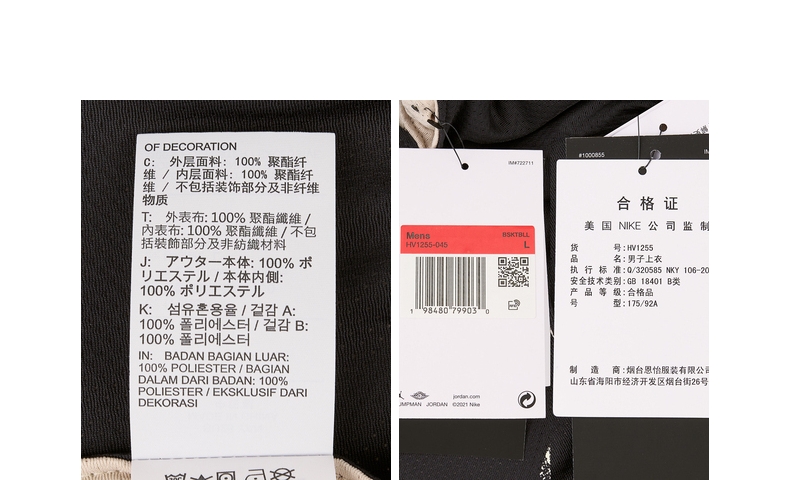 OF DECORATION
C: 外层面料: 100% 聚酯纤
维 / 内层面料: 100% 聚酯纤
维 / 不包括装饰部分及非纤维
物质
T: 外表布: 100% 聚酯纖維 /
內表布: 100% 聚酯纖維 / 不包
括裝飾部分及非紡織材料
J: アウター本体: 100% ポ
リエステル / 本体内側:
100% ポリエステル
K: 섬유혼용율 / 겉감 A:
100% 폴리에스터 / 겉감 B:
100% 폴리에스터
IN: BADAN BAGIAN LUAR:
100% POLIESTER / BAGIAN
DALAM DARI BADAN: 100%
POLIESTER / EKSKLUSIF DARI
DEKORASI
IM#722711
Mens
BSKTBLL
HV1255-045
L
1 98480 79903 0
UMPMAN JORDAN
jordan.com
©2021 Nike
#1000855
IM
合格证
美国 NIKE 公司监制
货号:HV1255
品名:男子上衣
执行标准:Q/320585 NKY 106-20
安全技术类别:GB 18401 B类
产品等级:合格品
号型:175/92A
制造商:烟台恩怡服装有限公司
山东省海阳市经济开发区烟台街26号